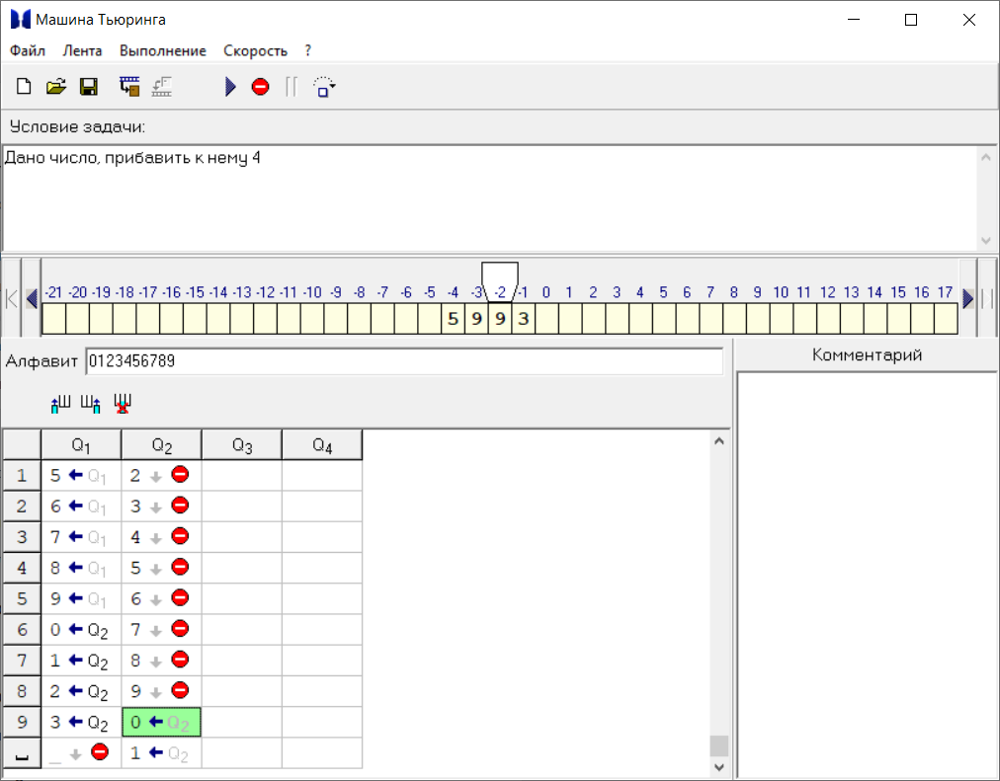 Машина Тьюринга
Файл Лента Выполнение Скорость ?
Условие задачи:
Дано число, прибавить к нему 4
-21 -20 -19 -18 -17 -16 -15 -14 -13 -12 -11 -10 -9 -8 -7 -6 -5 -4 -3 -2 -1 0 1 2 3 4 5 6 7 8 9 10 11 12 13 14 15 16 17
5 9 9 3
Алфавит 0123456789
Комментарий
Q1 Q2 Q3 Q4
1 5 ← Q1 2 ↓
2 6 ← Q1 3 ↓
3 7 ← Q1 4 ↓
4 8 ← Q1 5 ↓
5 9 ← Q1 6 ↓
6 0 ← Q2 7 ↓
7 1 ← Q2 8 ↓
8 2 ← Q2 9 ↓
9 3 ← Q2 0 ← Q2
␣ _ ↓ 1 ← Q2